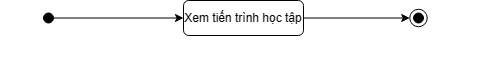 Xem tiến trình học tập